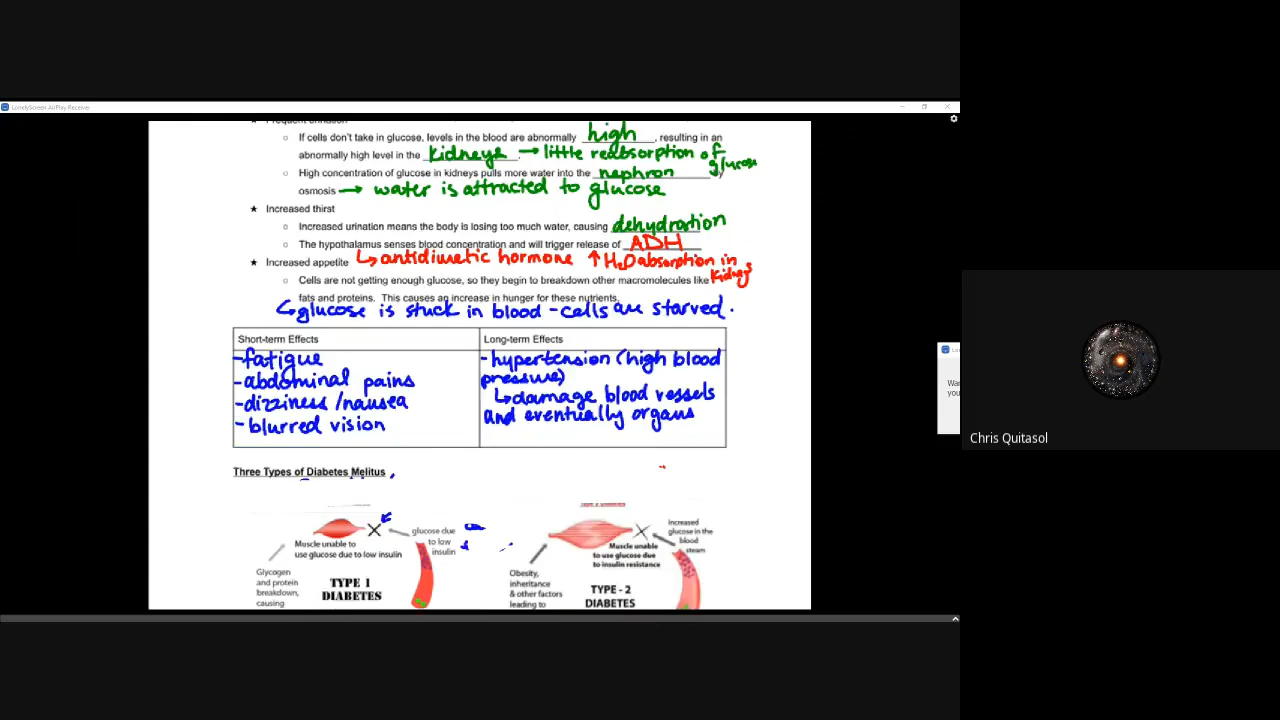 LonelyScreen AirPlay Receiver
★ Frequent urination
○ If cells don't take in glucose, levels in the blood are abnormally high, resulting in an
abnormally high level in the kidneys. → little reabsorption of glucose
○ High concentration of glucose in kidneys pulls more water into the nephron by
osmosis → water is attracted to glucose
★ Increased thirst
○ Increased urination means the body is losing too much water, causing dehydration
○ The hypothalamus senses blood concentration and will trigger release of ADH
↳ antidiuretic hormone ↑ H2O absorption in kidneys
★ Increased appetite
○ Cells are not getting enough glucose, so they begin to breakdown other macromolecules like
fats and proteins. This causes an increase in hunger for these nutrients.
↳ glucose is stuck in blood - cells are starved.
Short-term Effects
- fatigue
- abdominal pains
- dizziness/nausea
- blurred vision
Long-term Effects
- hypertension (high blood
pressure)
↳ damage blood vessels
and eventually organs
Three Types of Diabetes Melitus
Muscle unable to
use glucose due to low insulin
glucose due
to low
insulin
Glycogen
and protein
breakdown,
causing
TYPE 1
DIABETES
Type 2 Diabetes
Increased
glucose in the
blood
steam
Muscle unable
to use glucose due
to insulin resistance
Obesity,
inheritance
& other factors
leading to
TYPE - 2
DIABETES
Chris Quitasol